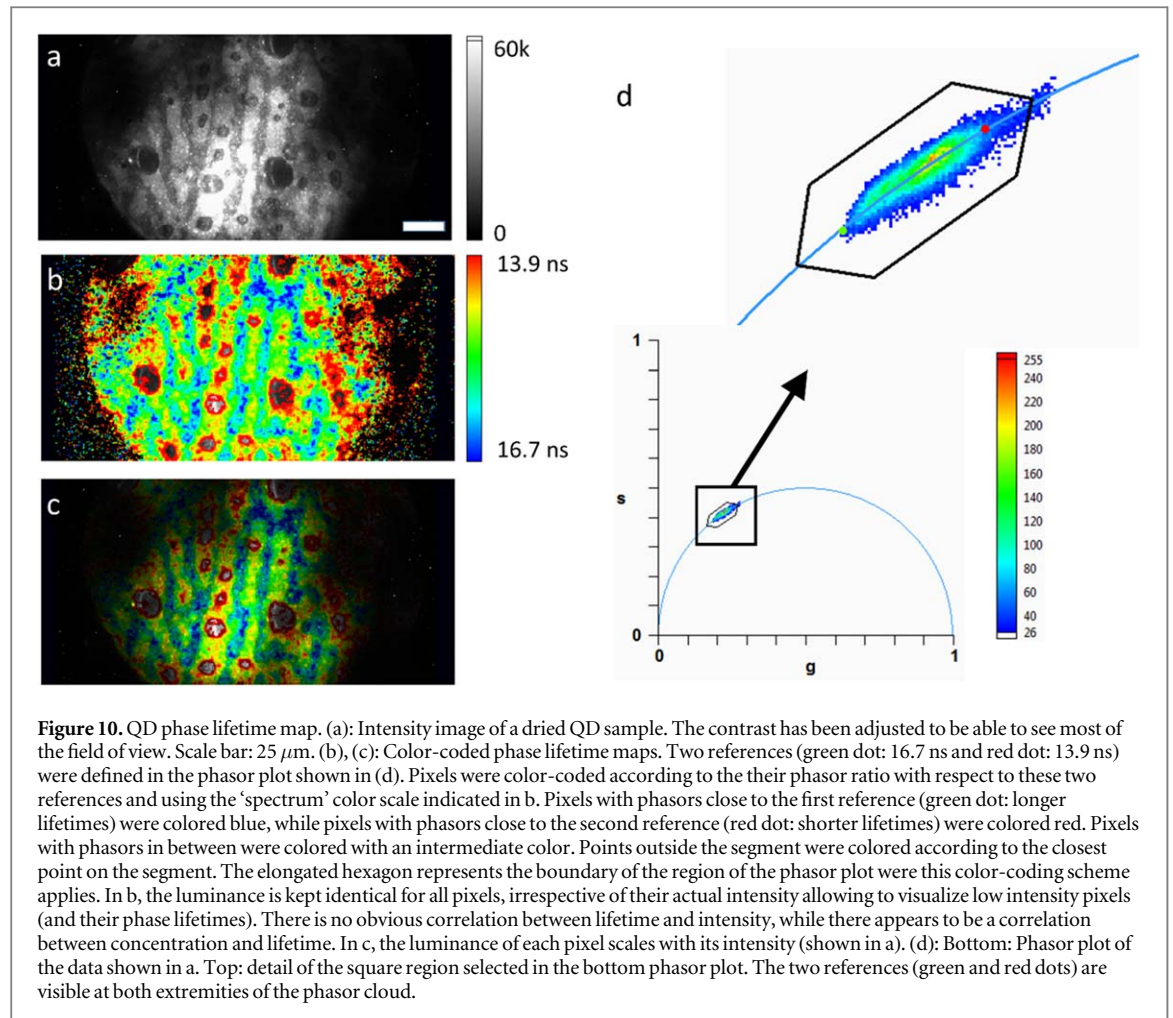 a
60k
0
b
13.9 ns
16.7 ns
c
d
1
s
0
0
g
1
255
240
220
200
180
160
140
120
100
80
60
40
26
Figure 10. QD phase lifetime map. (a): Intensity image of a dried QD sample. The contrast has been adjusted to be able to see most of
the field of view. Scale bar: 25 μm. (b), (c): Color-coded phase lifetime maps. Two references (green dot: 16.7 ns and red dot: 13.9 ns)
were defined in the phasor plot shown in (d). Pixels were color-coded according to the their phasor ratio with respect to these two
references and using the ‘spectrum’ color scale indicated in b. Pixels with phasors close to the first reference (green dot: longer
lifetimes) were colored blue, while pixels with phasors close to the second reference (red dot: shorter lifetimes) were colored red. Pixels
with phasors in between were colored with an intermediate color. Points outside the segment were colored according to the closest
point on the segment. The elongated hexagon represents the boundary of the region of the phasor plot were this color-coding scheme
applies. In b, the luminance is kept identical for all pixels, irrespective of their actual intensity allowing to visualize low intensity pixels
(and their phase lifetimes). There is no obvious correlation between lifetime and intensity, while there appears to be a correlation
between concentration and lifetime. In c, the luminance of each pixel scales with its intensity (shown in a). (d): Bottom: Phasor plot of
the data shown in a. Top: detail of the square region selected in the bottom phasor plot. The two references (green and red dots) are
visible at both extremities of the phasor cloud.